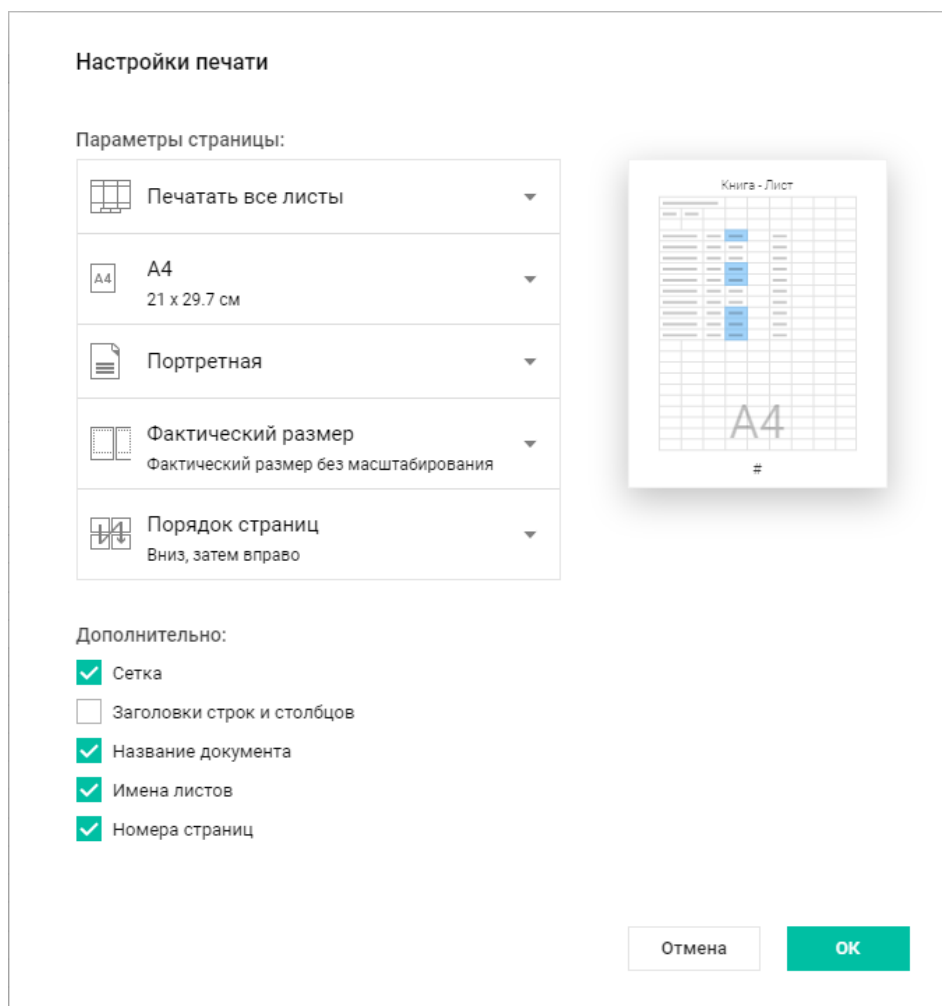 Настройки печати
Параметры страницы:
Печатать все листы
A4
A4
21 x 29.7 см
Портретная
Фактический размер
Фактический размер без масштабирования
Порядок страниц
Вниз, затем вправо
Книга - Лист
A4
#
Дополнительно:
Сетка
Заголовки строк и столбцов
Название документа
Имена листов
Номера страниц
Отмена
ОК